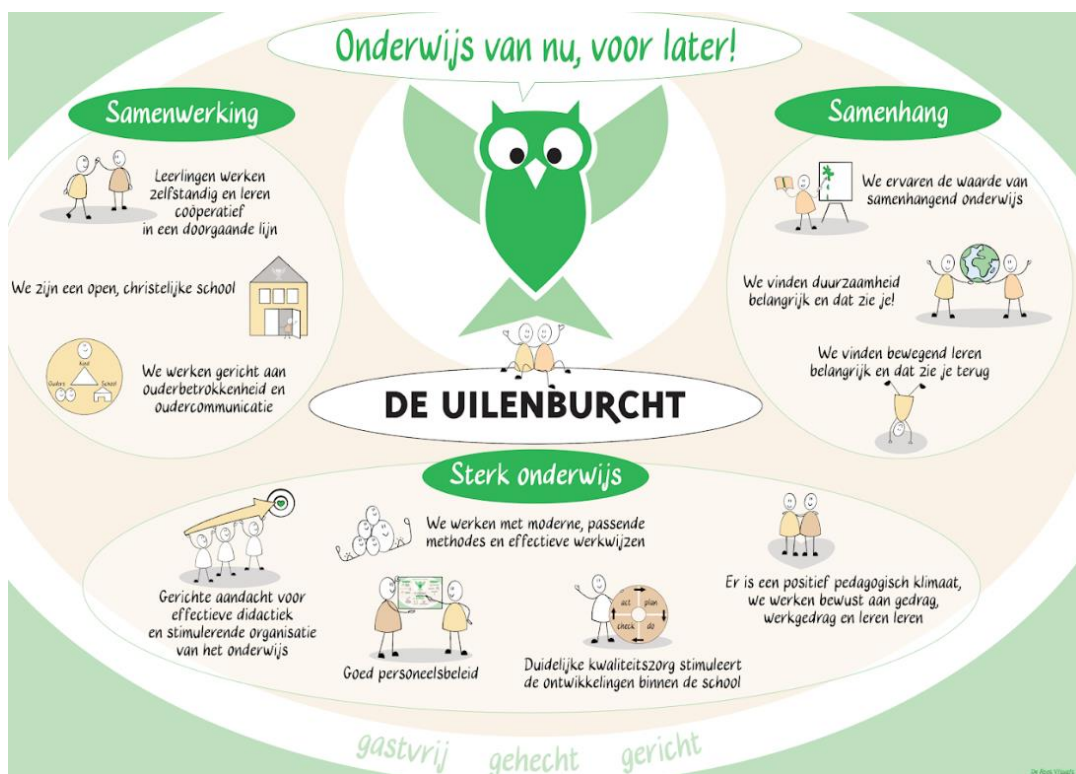 Onderwijs van nu, voor later!
Samenwerking
Leerlingen werken
zelfstandig en leren
coöperatief
in een doorgaande lijn
We zijn een open, christelijke school
Kind
Ouders
School
We werken gericht aan
ouderbetrokkenheid en
oudercommunicatie
Samenhang
We ervaren de waarde van
samenhangend onderwijs
We vinden duurzaamheid
belangrijk en dat zie je!
We vinden bewegend leren
belangrijk en dat zie je terug
DE UILENBURCHT
Sterk onderwijs
Gerichte aandacht voor
effectieve didactiek
en stimulerende organisatie
van het onderwijs
We werken met moderne, passende
methodes en effectieve werkwijzen
Goed personeelsbeleid
act
plan
check
do
Duidelijke kwaliteitszorg stimuleert
de ontwikkelingen binnen de school
Er is een positief pedagogisch klimaat,
we werken bewust aan gedrag,
werkgedrag en leren leren
gastvrij gehecht gericht